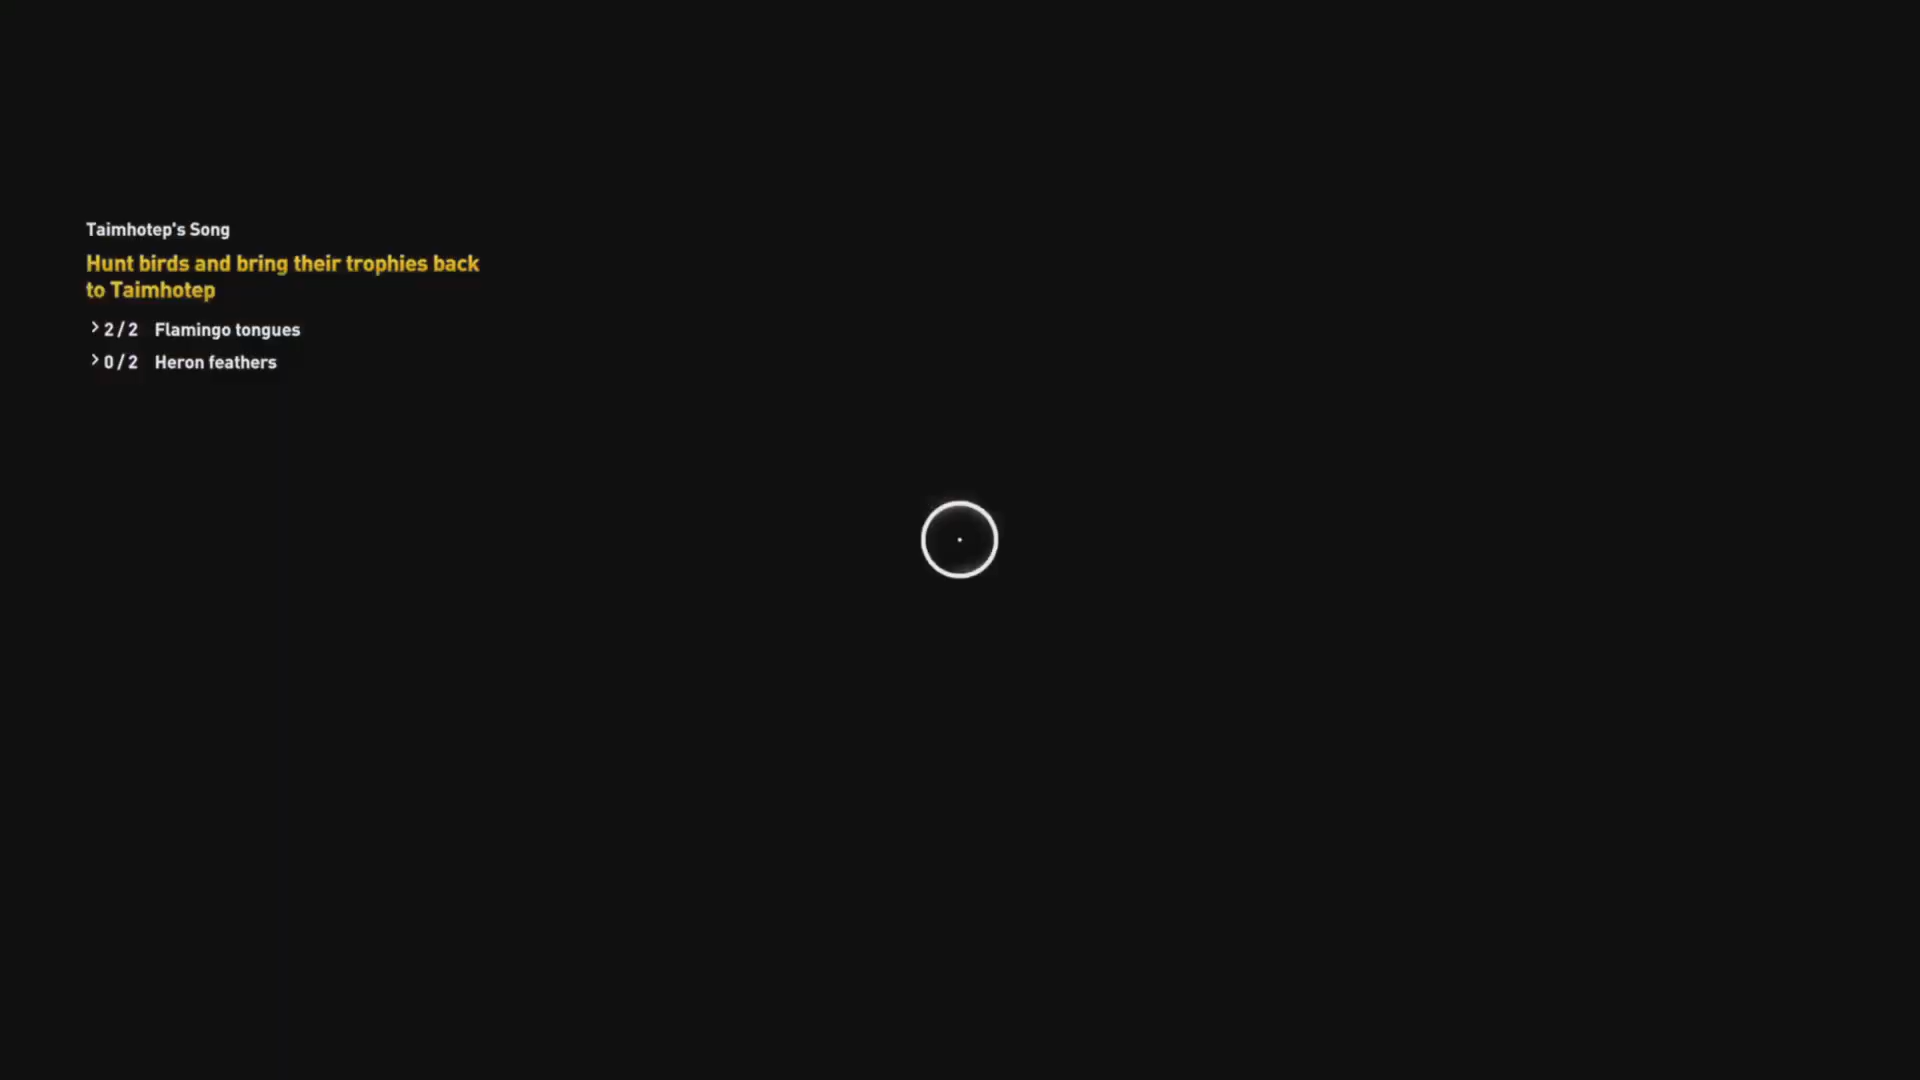 Taimhotep's Song
Hunt birds and bring their trophies back
to Taimhotep
> 2/2 Flamingo tongues
> 0/2 Heron feathers